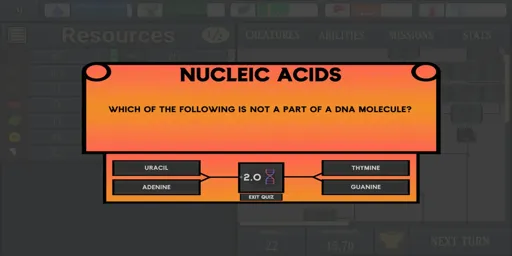 Resources
CREATURES
ABILITIES
MISSIONS
STATS
NUCLEIC ACIDS
WHICH OF THE FOLLOWING IS NOT A PART OF A DNA MOLECULE?
URACIL
THYMINE
2.0
ADENINE
GUANINE
EXIT QUIZ
NEXT TURN